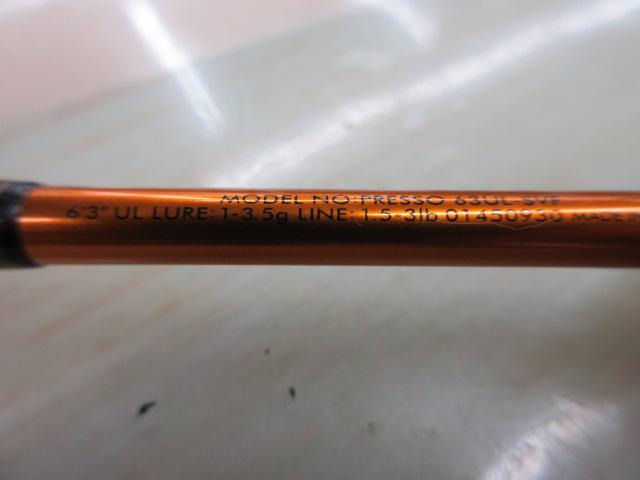 MODEL NO:PRESSO 63UL-SVF
6'3" UL LURE:1-3.5g LINE:1.5-3lb 01450930 MADE